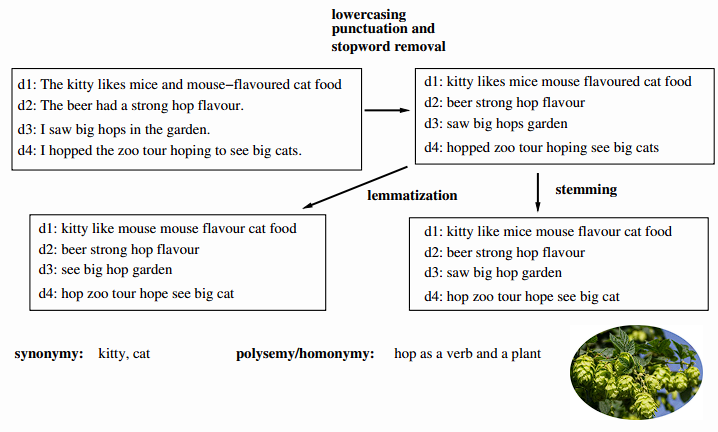 lowercasing
punctuation and
stopword removal
d1: The kitty likes mice and mouse−flavoured cat food
d2: The beer had a strong hop flavour.
d3: I saw big hops in the garden.
d4: I hopped the zoo tour hoping to see big cats.
d1: kitty likes mice mouse flavoured cat food
d2: beer strong hop flavour
d3: saw big hops garden
d4: hopped zoo tour hoping see big cats
lemmatization
stemming
d1: kitty like mouse mouse flavour cat food
d2: beer strong hop flavour
d3: see big hop garden
d4: hop zoo tour hope see big cat
d1: kitty like mice mouse flavour cat food
d2: beer strong hop flavour
d3: saw big hop garden
d4: hop zoo tour hope see big cat
synonymy: kitty, cat
polysemy/homonymy: hop as a verb and a plant